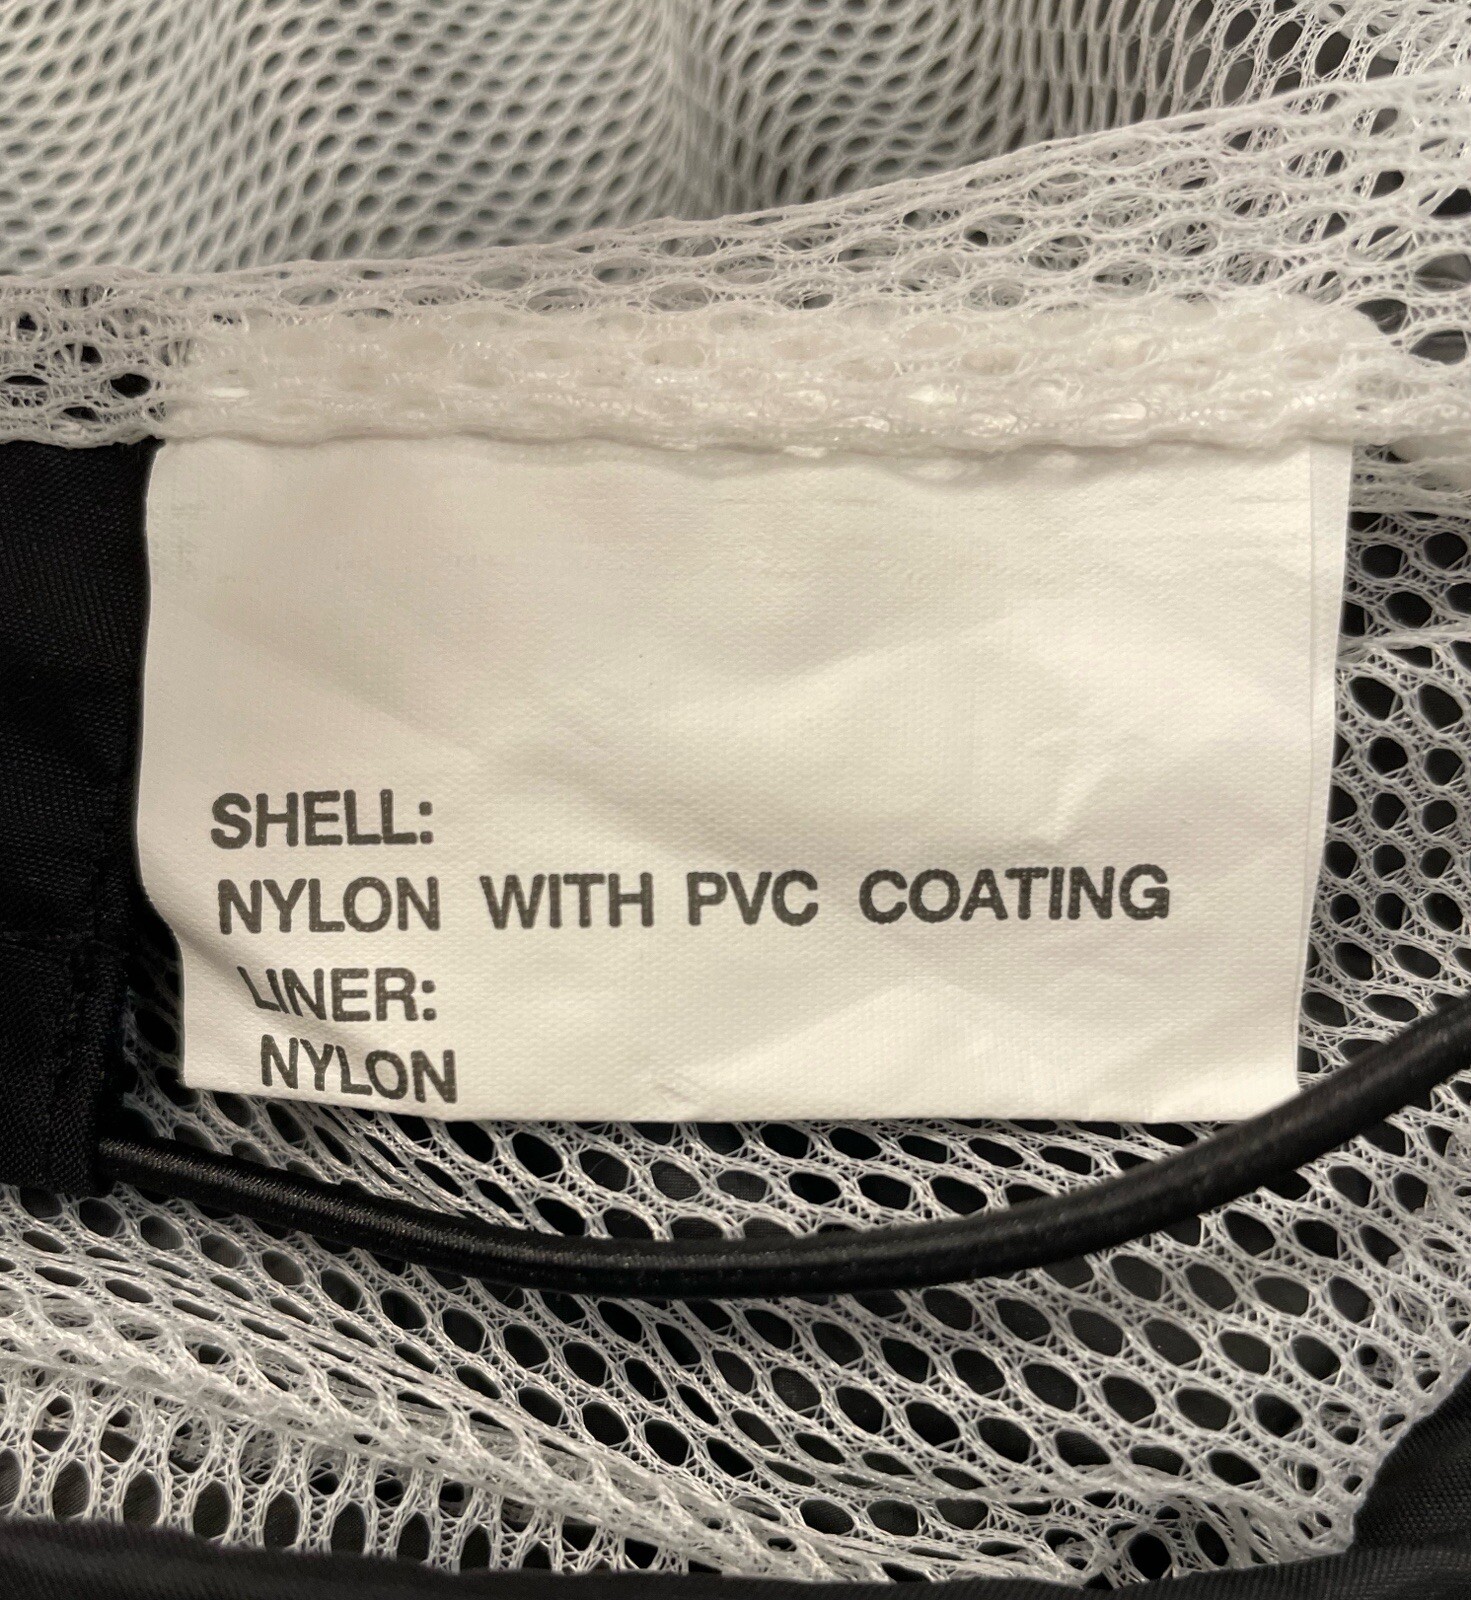 SHELL:
NYLON WITH PVC COATING
LINER:
NYLON